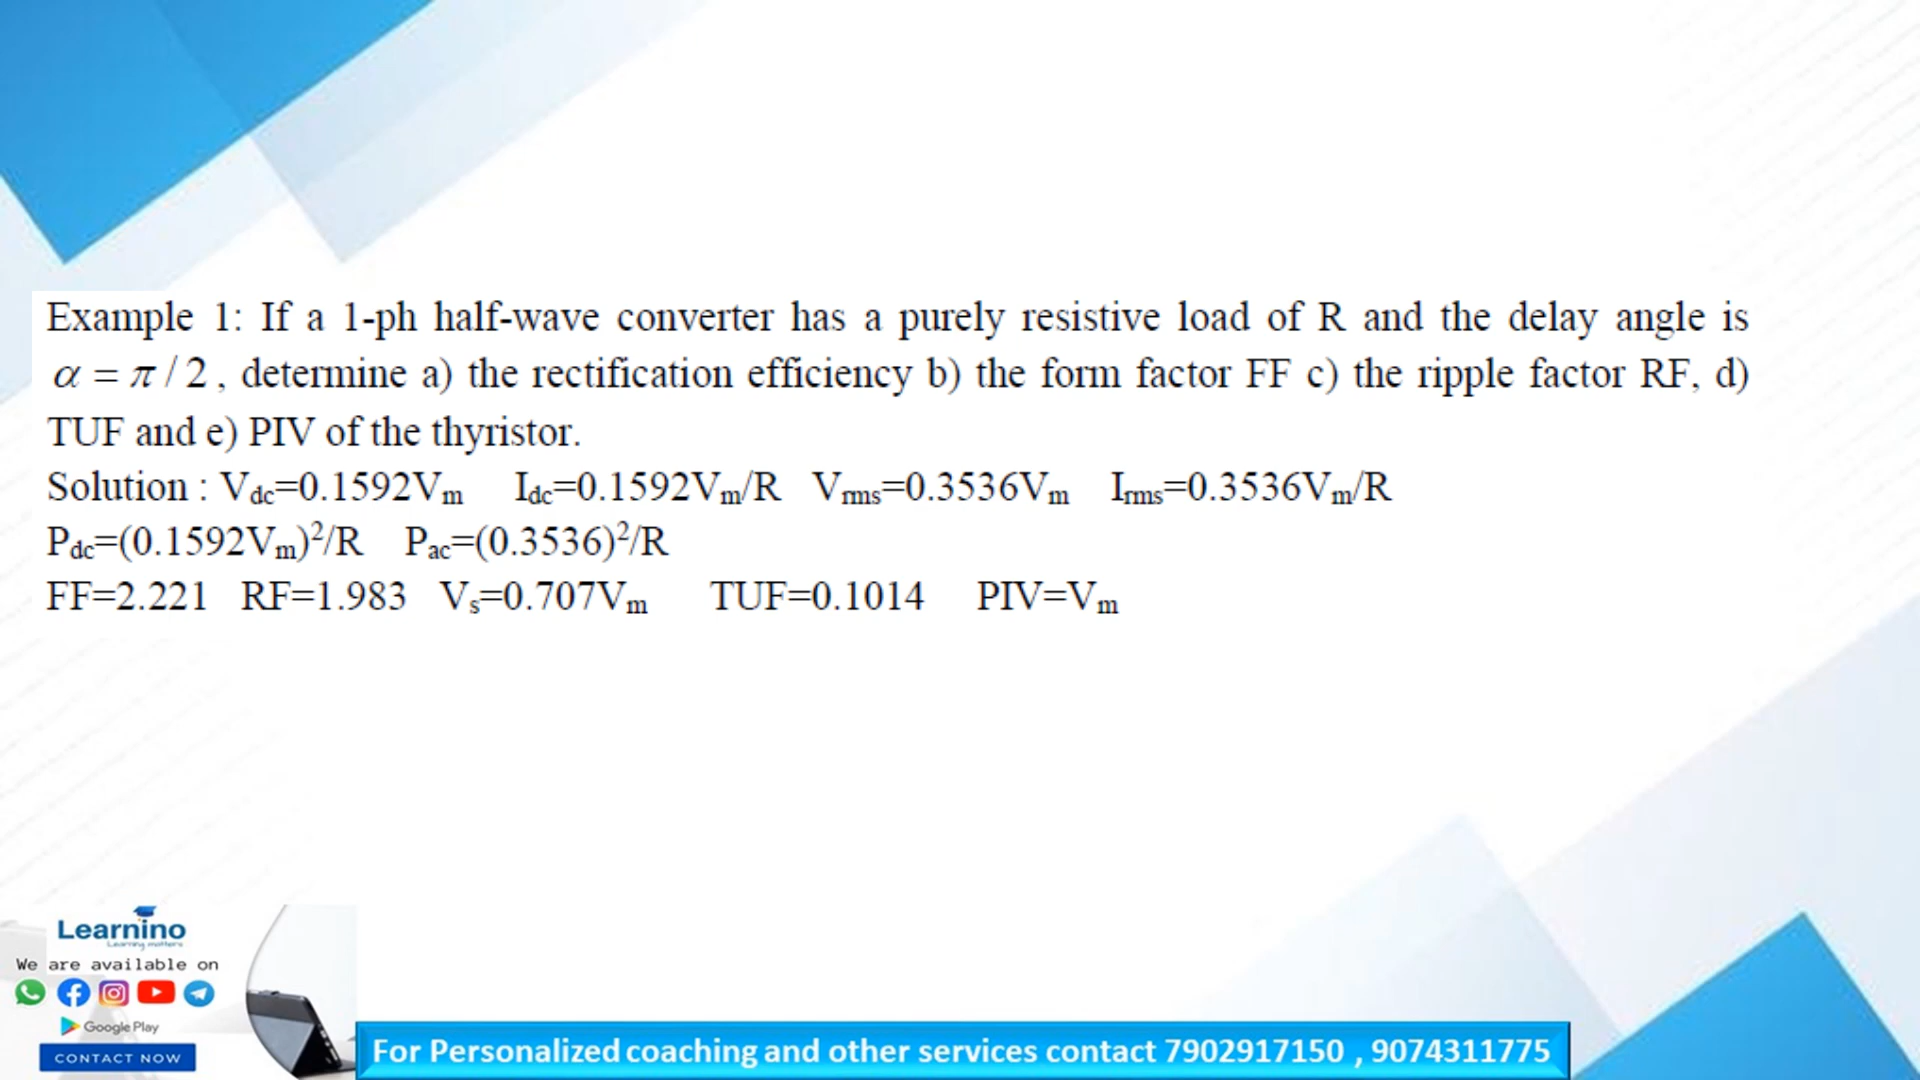 Example 1: If a 1-ph half-wave converter has a purely resistive load of R and the delay angle is
α = π / 2 , determine a) the rectification efficiency b) the form factor FF c) the ripple factor RF, d)
TUF and e) PIV of the thyristor.
Solution : Vdc=0.1592Vm Idc=0.1592Vm/R Vrms=0.3536Vm Irms=0.3536Vm/R
Pdc=(0.1592Vm)²/R Pac=(0.3536)²/R
FF=2.221 RF=1.983 Vs=0.707Vm TUF=0.1014 PIV=Vm
Learnino
Learning matters
We are available on
Google Play
CONTACT NOW
For Personalized coaching and other services contact 7902917150 , 9074311775